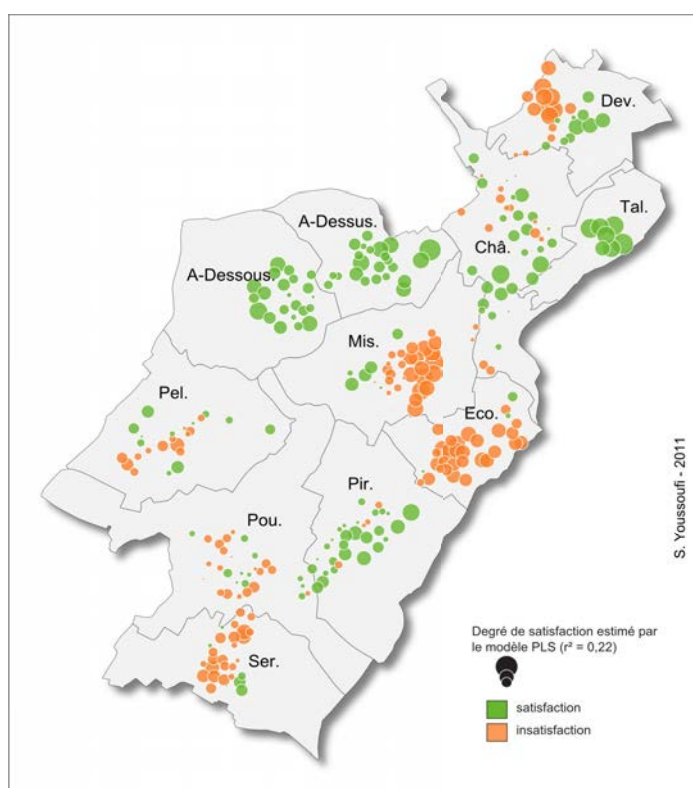 Dev.
Tal.
A-Dessus.
Châ.
A-Dessous.
Mis.
Pel.
Eco.
Pir.
Pou.
Ser.
S. Youssoufi - 2011
Degré de satisfaction estimé par
le modèle PLS (r² = 0,22)
satisfaction
insatisfaction